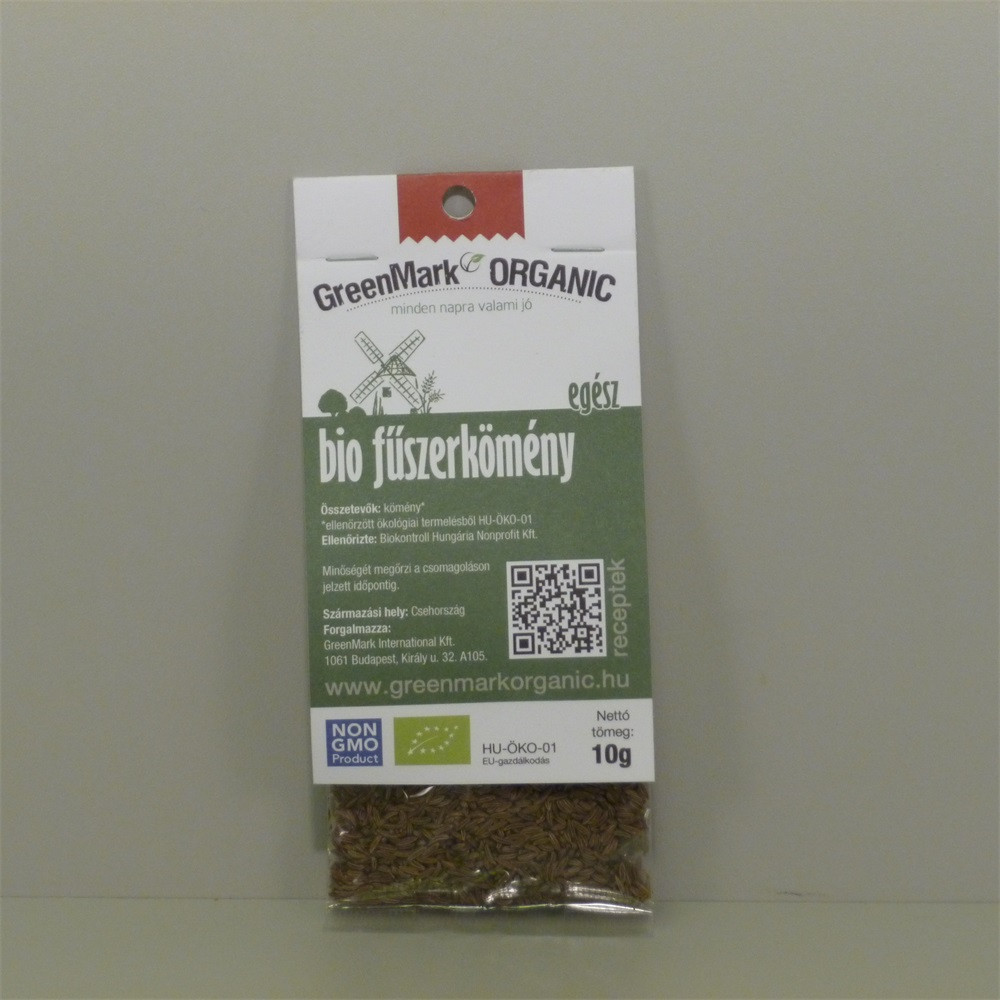 GreenMark ORGANIC
minden napra valami jó
egész
bio fűszerkömény
Összetevők: kömény*
*ellenőrzött ökológiai termelésből HU-ÖKO-01
Ellenőrizte: Biokontroll Hungária Nonprofit Kft.
Minőségét megőrzi a csomagoláson
jelzett időpontig.
Származási hely: Csehország
Forgalmazza:
GreenMark International Kft.
1061 Budapest, Király u. 32. A105.
receptek
www.greenmarkorganic.hu
NON
GMO
Product
HU-ÖKO-01
EU-gazdálkodás
Nettó
tömeg:
10g